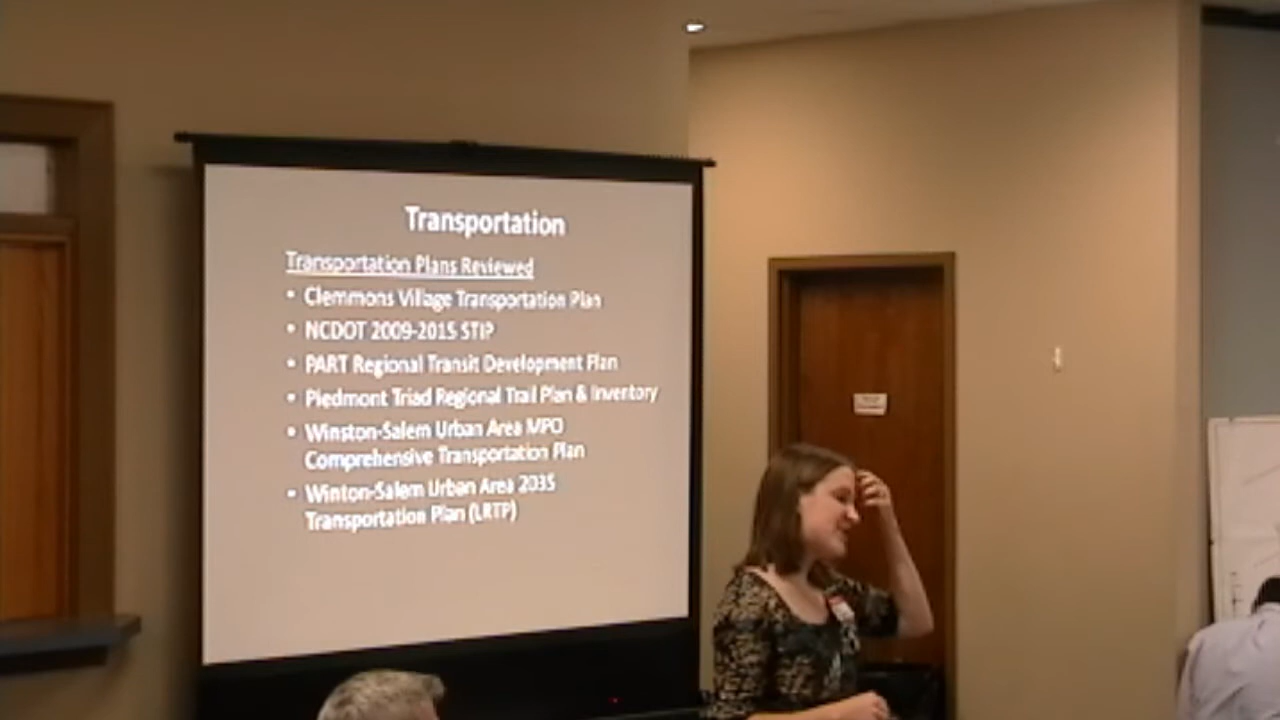 Transportation
Transportation Plans Reviewed
• Clemmons Village Transportation Plan
• NCDOT 2009-2015 STIP
• PART Regional Transit Development Plan
• Piedmont Triad Regional Trail Plan & Inventory
• Winston-Salem Urban Area MPO
Comprehensive Transportation Plan
• Winton-Salem Urban Area 2035
Transportation Plan (LRTP)